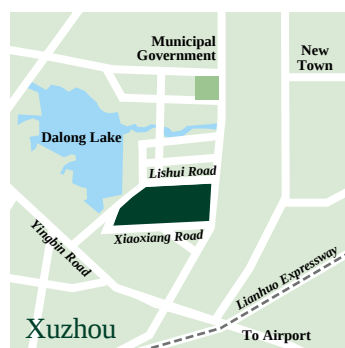 Municipal
Government
New
Town
Dalong Lake
Lishui Road
Xiaoxiang Road
Yingbin Road
Lianhuo Expressway
Xuzhou
To Airport